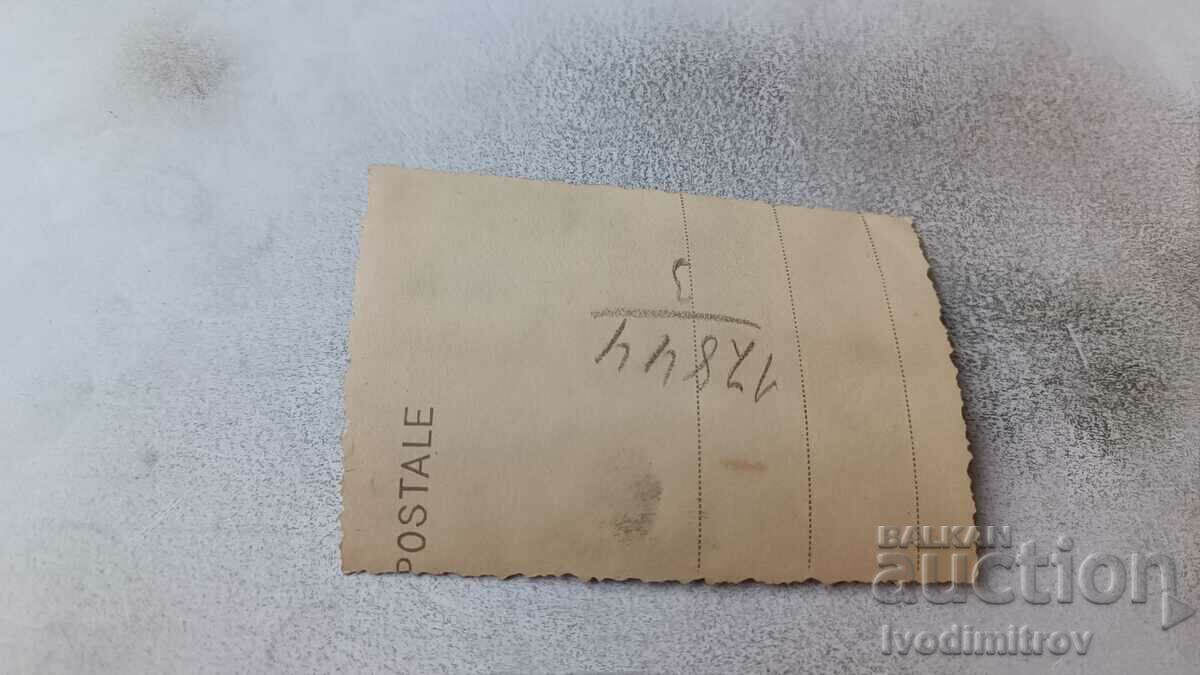 POSTALE
17844
3
BALKAN
auction
Ivodimitrov